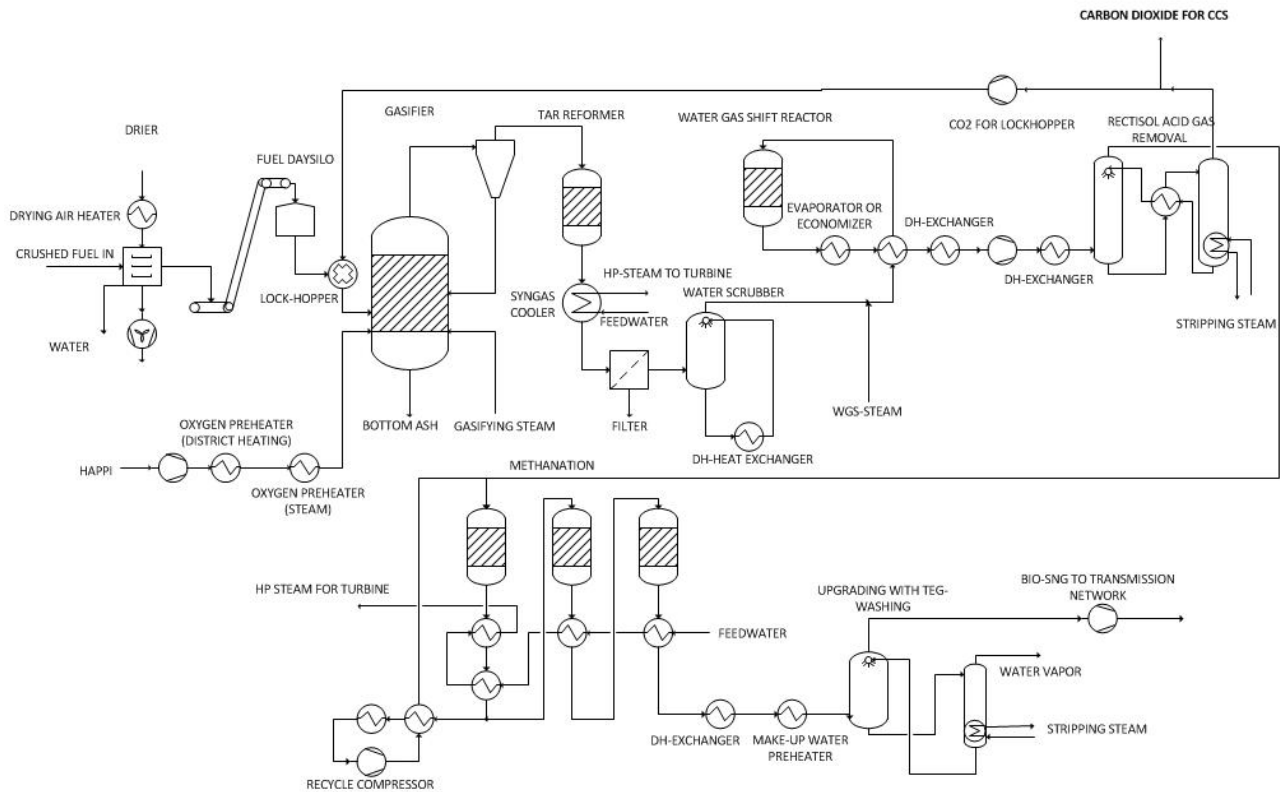 CARBON DIOXIDE FOR CCS
GASIFIER
TAR REFORMER
WATER GAS SHIFT REACTOR
CO2 FOR LOCKHOPPER
RECTISOL ACID GAS
REMOVAL
DRIER
FUEL DAYSILO
DRYING AIR HEATER
EVAPORATOR OR
ECONOMIZER
DH-EXCHANGER
CRUSHED FUEL IN
LOCK-HOPPER
HP-STEAM TO TURBINE
WATER SCRUBBER
DH-EXCHANGER
SYNGAS
COOLER
FEEDWATER
STRIPPING STEAM
WATER
WGS-STEAM
BOTTOM ASH
GASIFYING STEAM
FILTER
OXYGEN PREHEATER
(DISTRICT HEATING)
DH-HEAT EXCHANGER
HAPPI
METHANATION
OXYGEN PREHEATER
(STEAM)
HP STEAM FOR TURBINE
UPGRADING WITH TEG-
WASHING
BIO-SNG TO TRANSMISSION
NETWORK
FEEDWATER
WATER VAPOR
STRIPPING STEAM
DH-EXCHANGER
MAKE-UP WATER
PREHEATER
RECYCLE COMPRESSOR